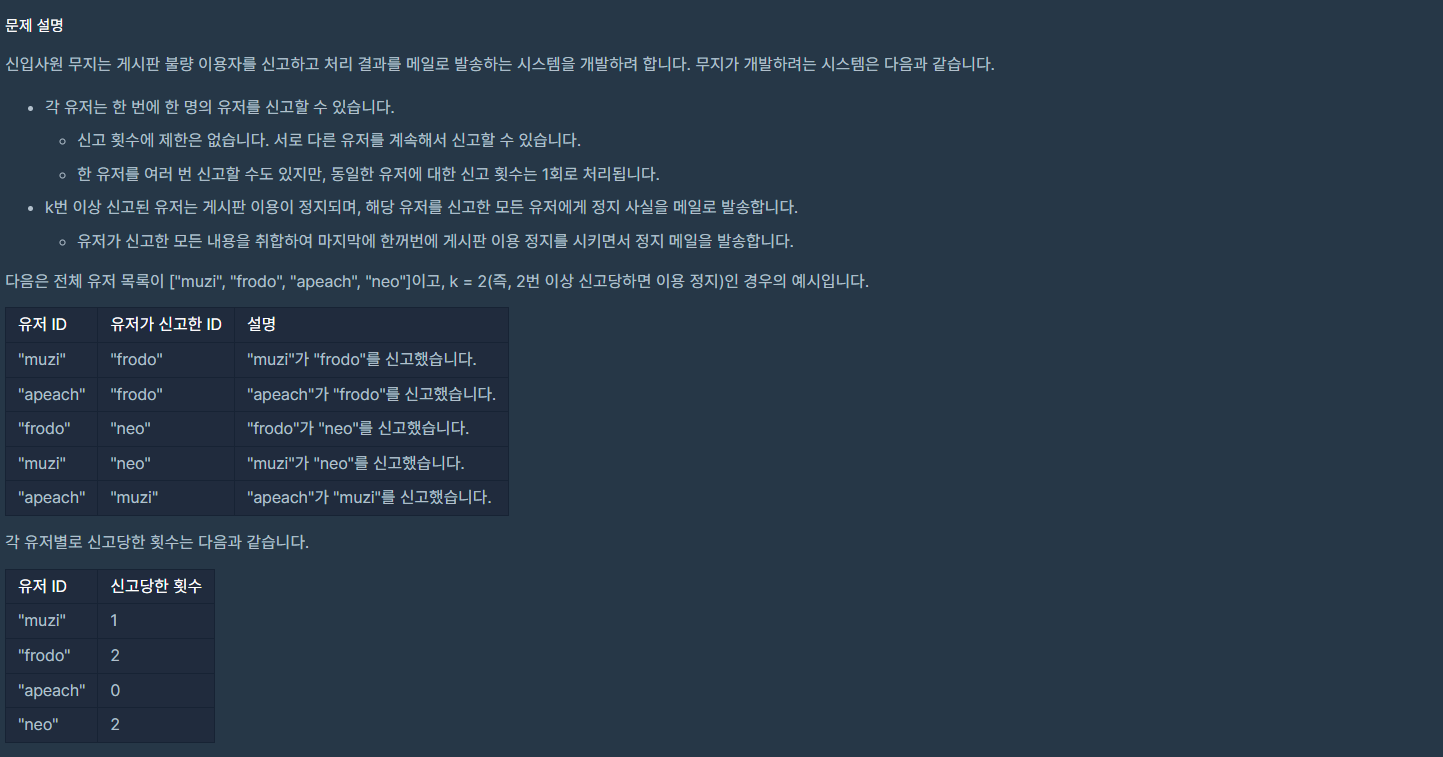 문제 설명
신입사원 무지는 게시판 불량 이용자를 신고하고 처리 결과를 메일로 발송하는 시스템을 개발하려 합니다. 무지가 개발하려는 시스템은 다음과 같습니다.
각 유저는 한 번에 한 명의 유저를 신고할 수 있습니다.
신고 횟수에 제한은 없습니다. 서로 다른 유저를 계속해서 신고할 수 있습니다.
한 유저를 여러 번 신고할 수도 있지만, 동일한 유저에 대한 신고 횟수는 1회로 처리됩니다.
k번 이상 신고된 유저는 게시판 이용이 정지되며, 해당 유저를 신고한 모든 유저에게 정지 사실을 메일로 발송합니다.
유저가 신고한 모든 내용을 취합하여 마지막에 한꺼번에 게시판 이용 정지를 시키면서 정지 메일을 발송합니다.
다음은 전체 유저 목록이 ["muzi", "frodo", "apeach", "neo"]이고, k = 2(즉, 2번 이상 신고당하면 이용 정지)인 경우의 예시입니다.
유저 ID 유저가 신고한 ID 설명
"muzi" "frodo" "muzi"가 "frodo"를 신고했습니다.
"apeach" "frodo" "apeach"가 "frodo"를 신고했습니다.
"frodo" "neo" "frodo"가 "neo"를 신고했습니다.
"muzi" "neo" "muzi"가 "neo"를 신고했습니다.
"apeach" "muzi" "apeach"가 "muzi"를 신고했습니다.
각 유저별로 신고당한 횟수는 다음과 같습니다.
유저 ID 신고당한 횟수
"muzi" 1
"frodo" 2
"apeach" 0
"neo" 2